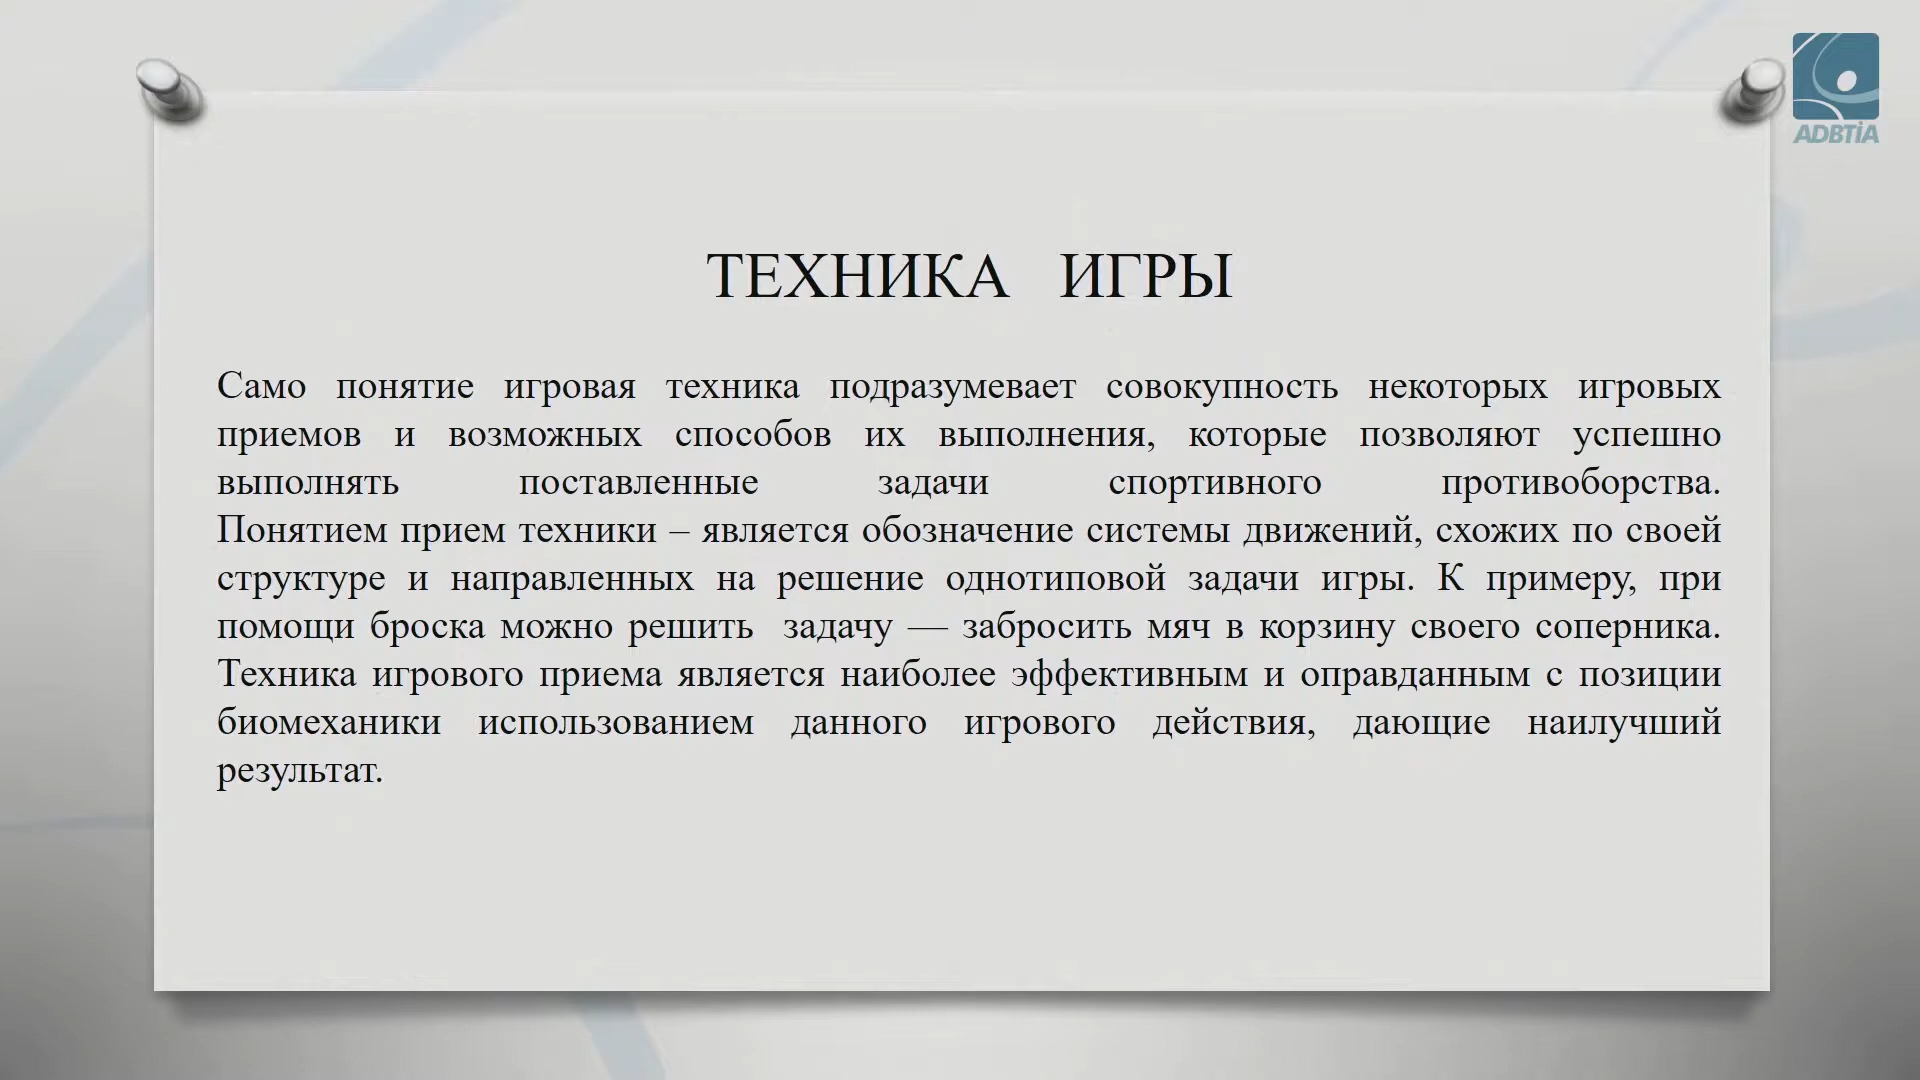 ADBTİA
ТЕХНИКА ИГРЫ
Само понятие игровая техника подразумевает совокупность некоторых игровых
приемов и возможных способов их выполнения, которые позволяют успешно
выполнять поставленные задачи спортивного противоборства.
Понятием прием техники – является обозначение системы движений, схожих по своей
структуре и направленных на решение однотиповой задачи игры. К примеру, при
помощи броска можно решить задачу — забросить мяч в корзину своего соперника.
Техника игрового приема является наиболее эффективным и оправданным с позиции
биомеханики использованием данного игрового действия, дающие наилучший
результат.